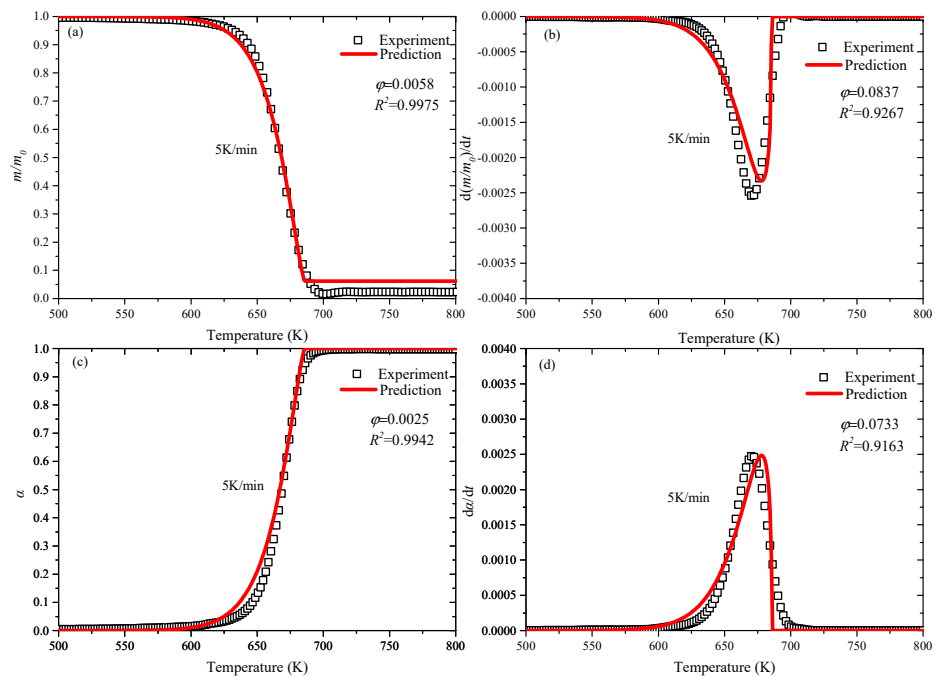 (a)
Experiment
Prediction
φ=0.0058
R²=0.9975
5K/min
m/m₀
1.0
0.9
0.8
0.7
0.6
0.5
0.4
0.3
0.2
0.1
0.0
500 550 600 650 700 750 800
Temperature (K)
(b)
Experiment
Prediction
φ=0.0837
R²=0.9267
5K/min
d(m/m₀)/dt
0.0000
-0.0005
-0.0010
-0.0015
-0.0020
-0.0025
-0.0030
-0.0035
-0.0040
500 550 600 650 700 750 800
Temperature (K)
(c)
Experiment
Prediction
φ=0.0025
R²=0.9942
5K/min
α
1.0
0.9
0.8
0.7
0.6
0.5
0.4
0.3
0.2
0.1
0.0
500 550 600 650 700 750 800
Temperature (K)
(d)
Experiment
Prediction
φ=0.0733
R²=0.9163
5K/min
dα/dt
0.0040
0.0035
0.0030
0.0025
0.0020
0.0015
0.0010
0.0005
0.0000
500 550 600 650 700 750 800
Temperature (K)